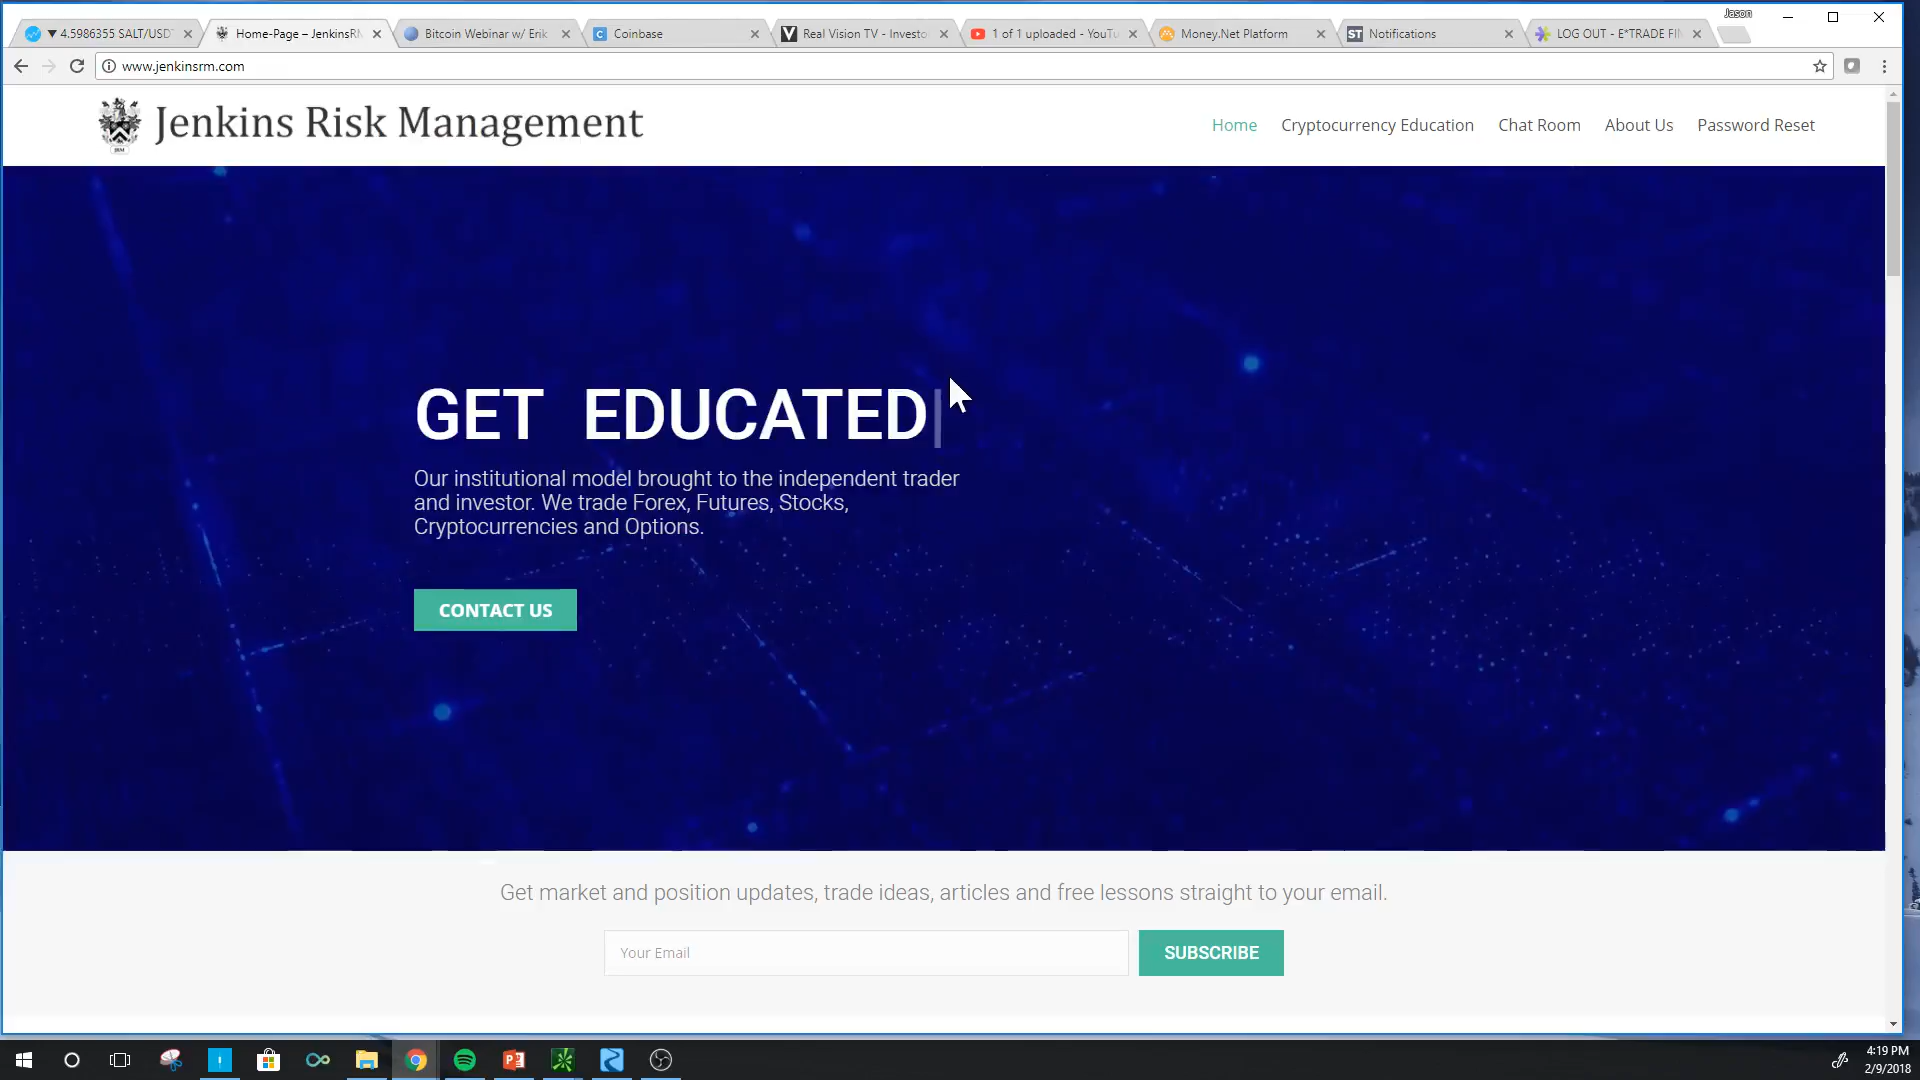 Jason
▼ 4.5986355 SALT/USDT
Home-Page – JenkinsRM
Bitcoin Webinar w/ Erik
Coinbase
Real Vision TV - Investo
1 of 1 uploaded - YouTu
Money.Net Platform
ST Notifications
LOG OUT - E*TRADE FIN
www.jenkinsrm.com
Jenkins Risk Management
Home
Cryptocurrency Education
Chat Room
About Us
Password Reset
GET EDUCATED
Our institutional model brought to the independent trader
and investor. We trade Forex, Futures, Stocks,
Cryptocurrencies and Options.
CONTACT US
Get market and position updates, trade ideas, articles and free lessons straight to your email.
Your Email
SUBSCRIBE
4:19 PM
2/9/2018